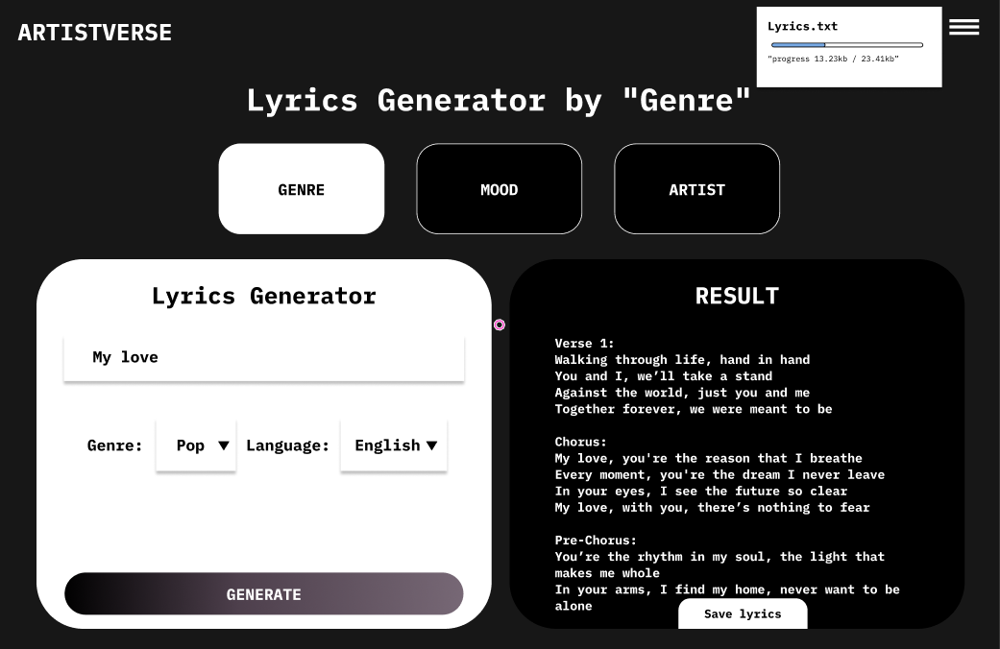 ARTISTVERSE
Lyrics.txt
“progress 13.23kb / 23.41kb”
Lyrics Generator by "Genre"
GENRE
MOOD
ARTIST
Lyrics Generator
My love
Genre:
Pop
Language:
English
GENERATE
RESULT
Verse 1:
Walking through life, hand in hand
You and I, we’ll take a stand
Against the world, just you and me
Together forever, we were meant to be
Chorus:
My love, you're the reason that I breathe
Every moment, you're the dream I never leave
In your eyes, I see the future so clear
My love, with you, there’s nothing to fear
Pre-Chorus:
You’re the rhythm in my soul, the light that
makes me whole
In your arms, I find my home, never want to be
alone
Save lyrics